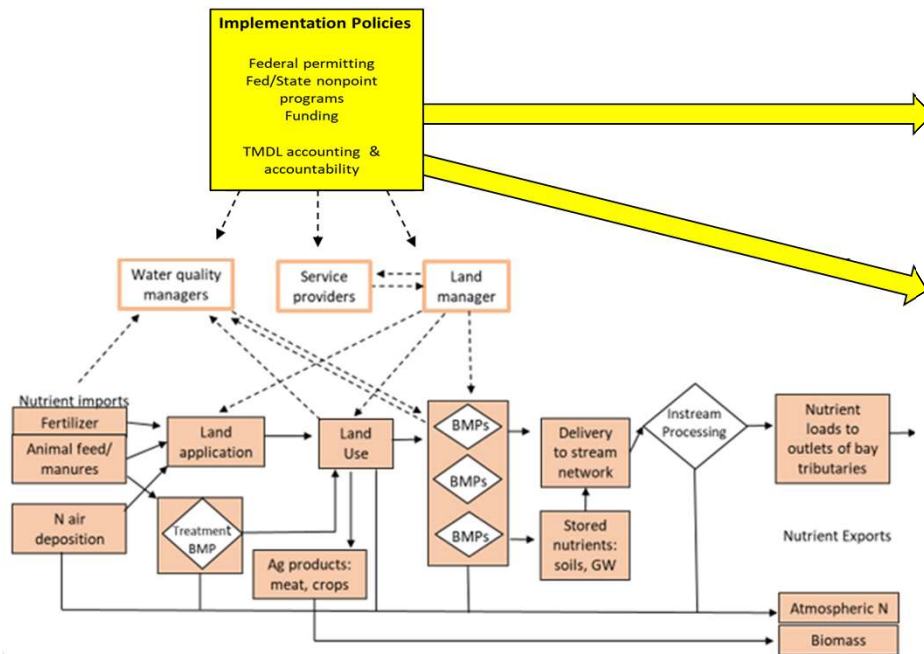 Implementation Policies
Federal permitting
Fed/State nonpoint
programs
Funding
TMDL accounting &
accountability
Water quality
managers
Service
providers
Land
manager
Nutrient imports
Fertilizer
Animal feed/
manures
N air
deposition
Land
application
Treatment
BMP
Land
Use
Ag products:
meat, crops
BMPs
BMPs
BMPs
Delivery
to stream
network
Stored
nutrients:
soils, GW
Instream
Processing
Nutrient
loads to
outlets of bay
tributaries
Nutrient Exports
Atmospheric N
Biomass